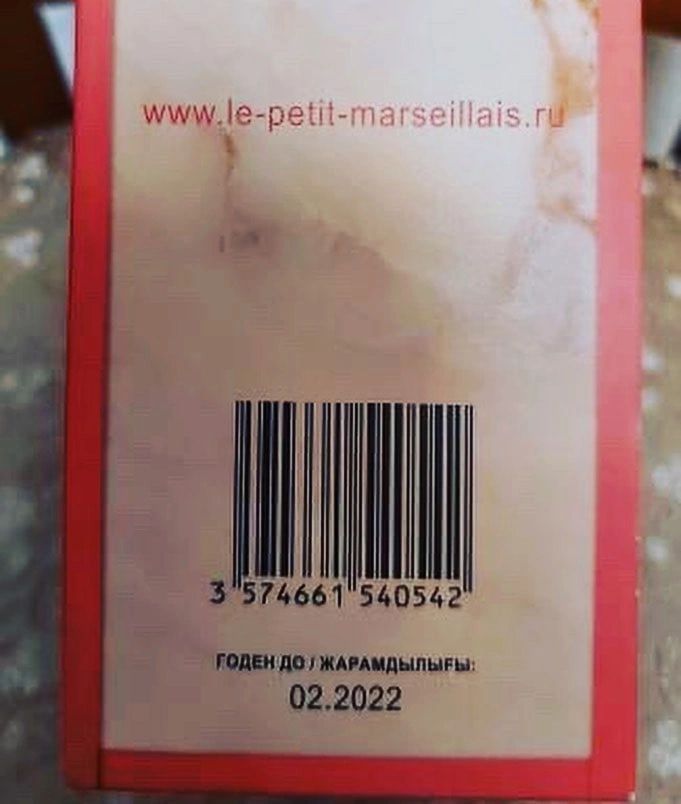 www.le-petit-marseillais.ru
3 574661 540542
ГОДЕН ДО / ЖАРАМДЫЛЫҒЫ:
02.2022